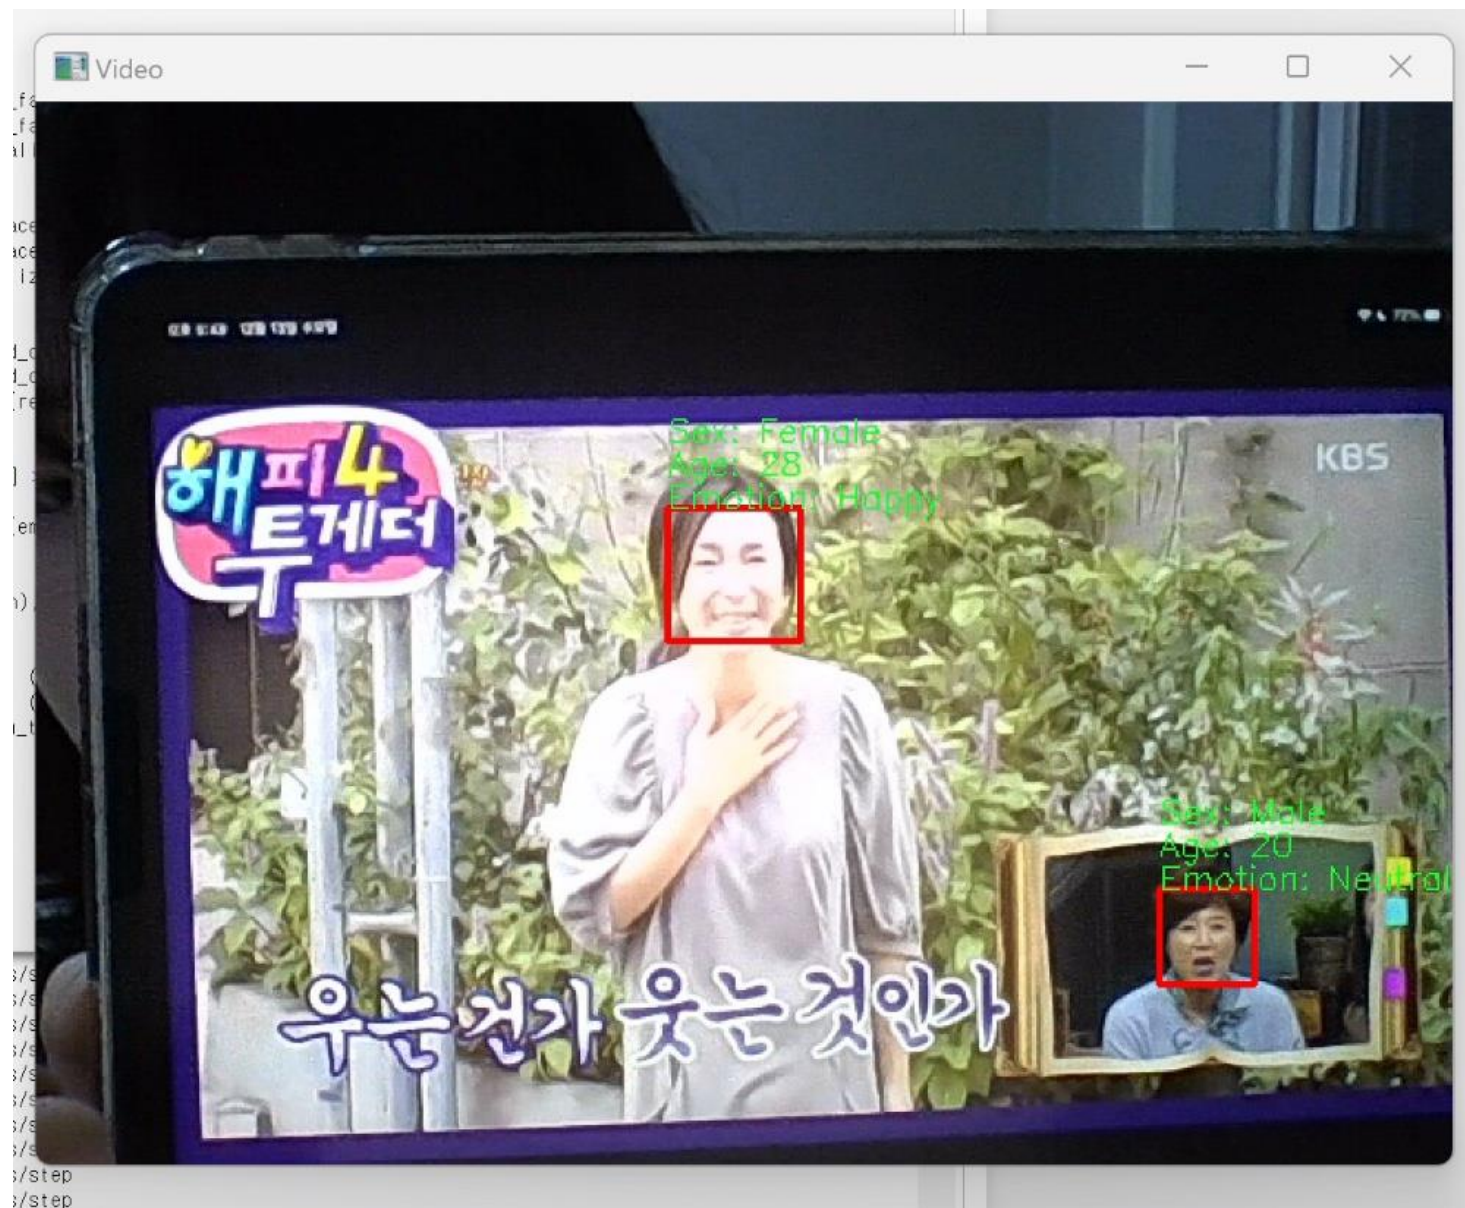 Video
해피4
투게더
KBS
Sex: Female
Age: 28
Emotion: Happy
Sex: Male
Age: 20
Emotion: Neutral
우는건가 웃는것인가
s/step
s/step